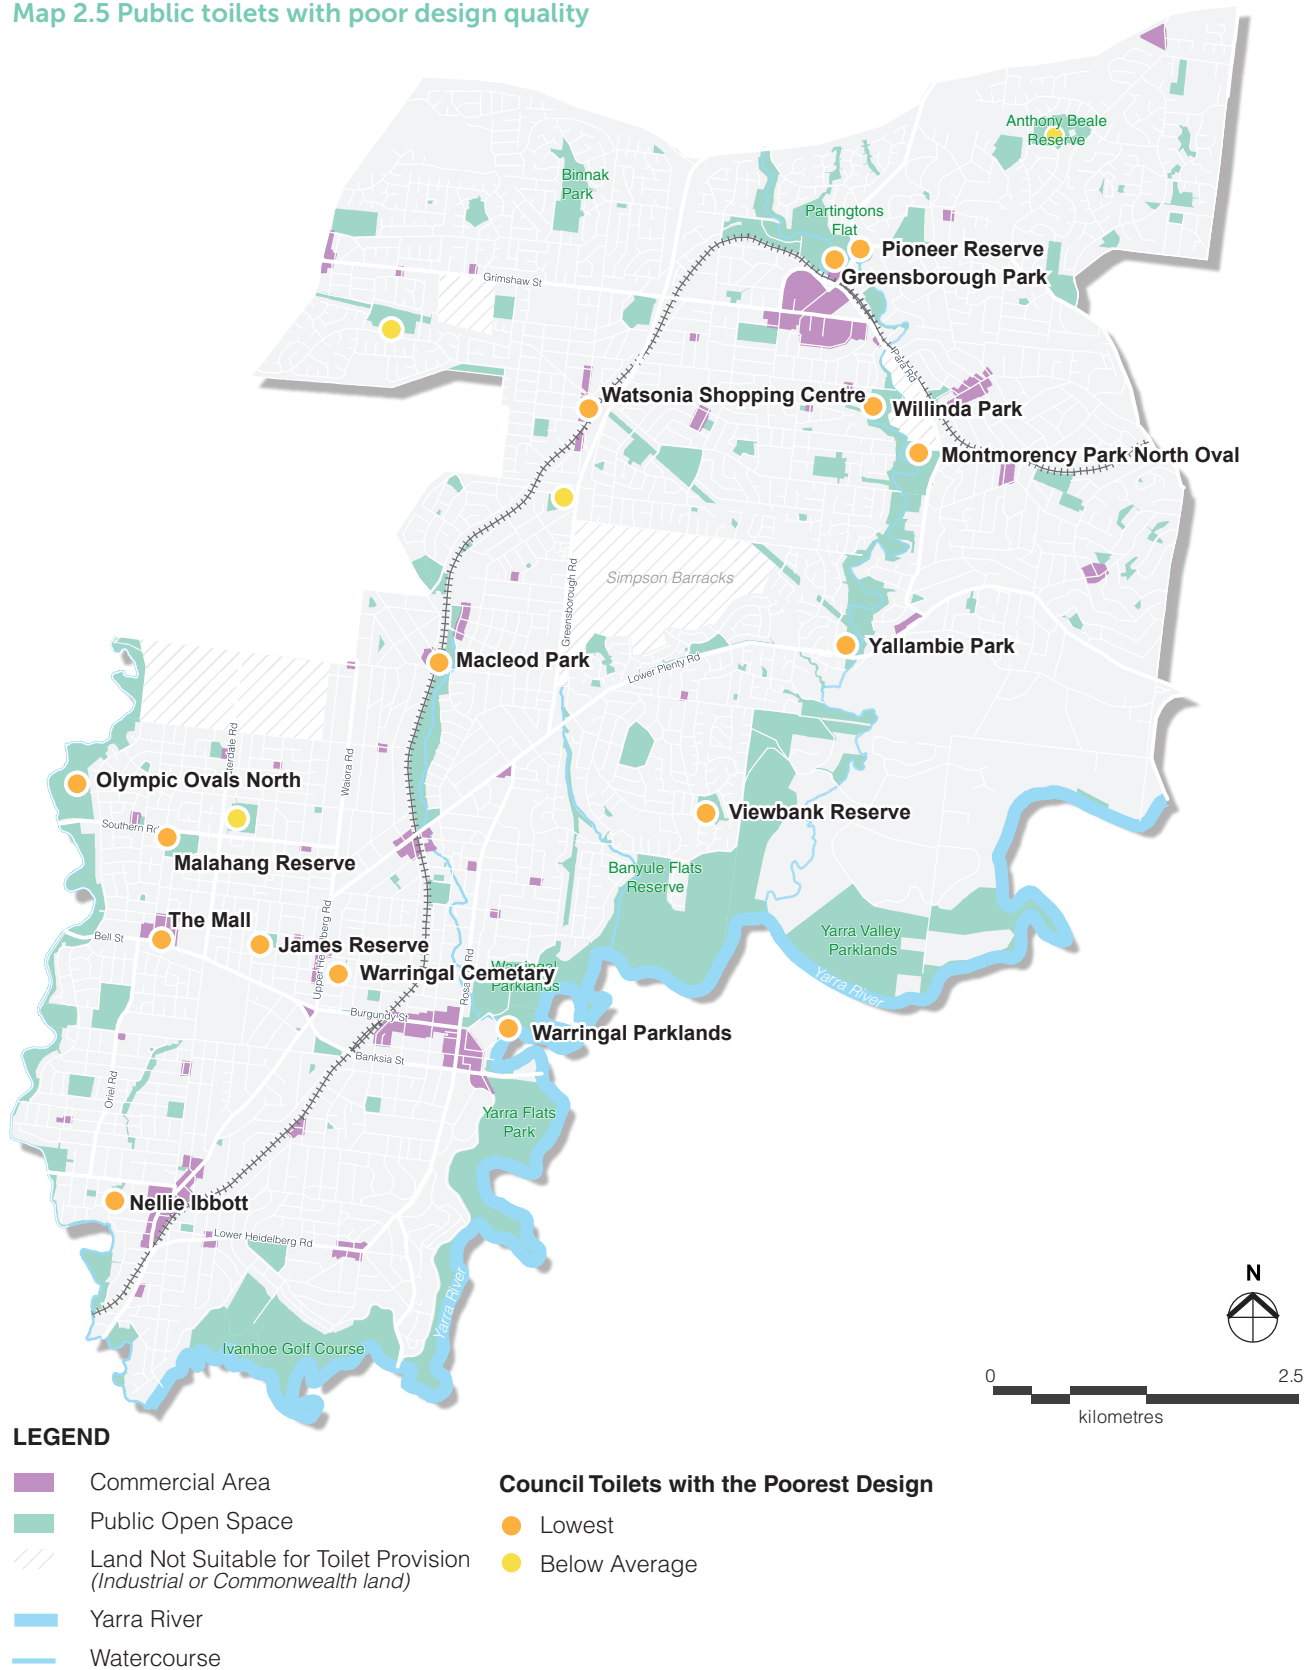 Map 2.5 Public toilets with poor design quality
Anthony Beale
Reserve
Binnak
Park
Partingtons
Flat
Pioneer Reserve
Greensborough Park
Grimshaw St
Para Rd
Watsonia Shopping Centre
Willinda Park
Montmorency Park North Oval
Simpson Barracks
Greensborough Rd
Yallambie Park
Macleod Park
Lower Plenty Rd
Waiora Rd
Olympic Ovals North
Southern Rd
Malahang Reserve
Viewbank Reserve
Banyule Flats
Reserve
Yarra Valley
Parklands
Yarra River
The Mall
Bell St
James Reserve
Warringal Cemetary
Warringal
Parklands
Burgundy St
Warringal Parklands
Banksia St
Oriel Rd
Yarra Flats
Park
Nellie Ibbott
Lower Heidelberg Rd
Yarra River
Ivanhoe Golf Course
N
0 2.5
kilometres
LEGEND
Commercial Area
Public Open Space
Land Not Suitable for Toilet Provision
(Industrial or Commonwealth land)
Yarra River
Watercourse
Council Toilets with the Poorest Design
Lowest
Below Average